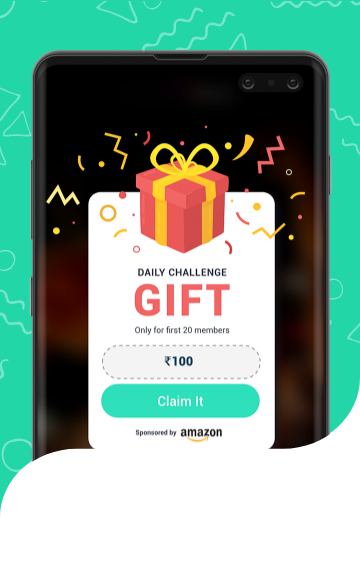 DAILY CHALLENGE
GIFT
Only for first 20 members
₹100
Claim It
Sponsored by amazon